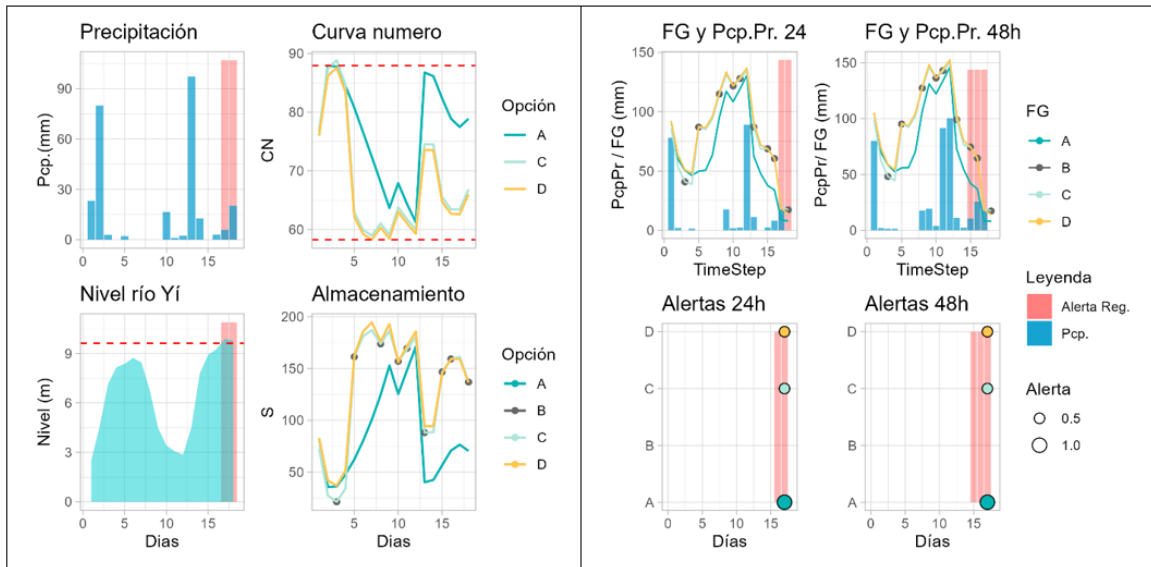 Precipitación
Pcp.(mm)
90
60
30
0
0
5
10
15
Curva numero
CN
90
80
70
60
0
5
10
15
Opción
A
C
D
Nivel río Yí
Nivel (m)
9
6
3
0
0
5
10
15
Dias
Almacenamiento
S
200
150
100
50
0
5
10
15
Dias
Opción
A
B
C
D
FG y Pcp.Pr. 24
PcpPr / FG (mm)
150
100
50
0
0
5
10
15
TimeStep
FG y Pcp.Pr. 48h
PcpPr/ FG (mm)
150
100
50
0
0
5
10
15
TimeStep
FG
A
B
C
D
Leyenda
Alerta Reg.
Pcp.
Alerta
0.5
1.0
Alertas 24h
D
C
B
A
0
5
10
15
Días
Alertas 48h
D
C
B
A
0
5
10
15
Días